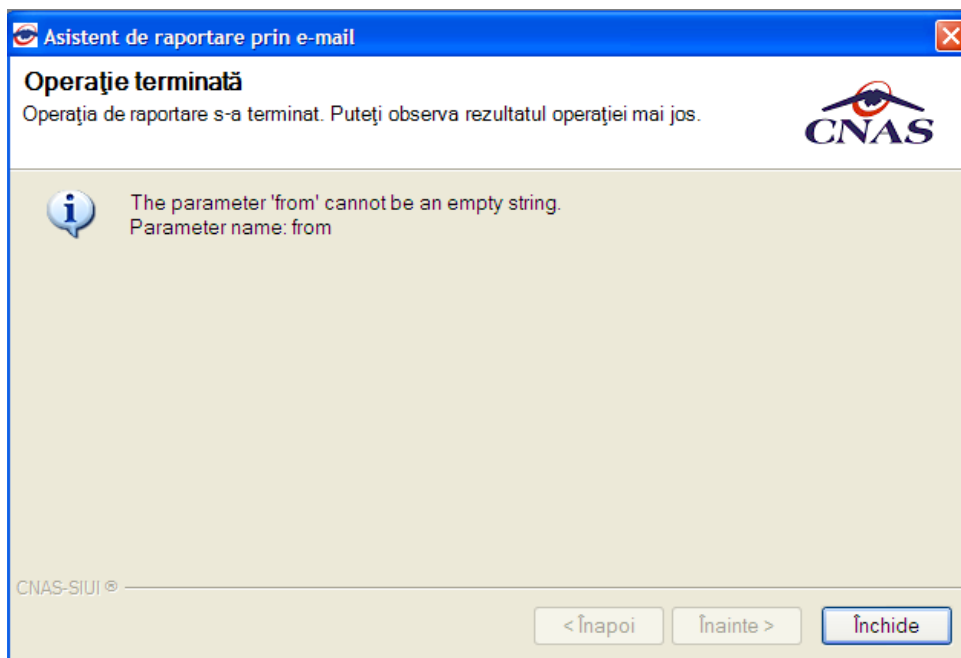 Asistent de raportare prin e-mail
Operaţie terminată
Operaţia de raportare s-a terminat. Puteţi observa rezultatul operaţiei mai jos.
CNAS
The parameter 'from' cannot be an empty string.
Parameter name: from
CNAS-SIUI ®
< Înapoi
Înainte >
Închide